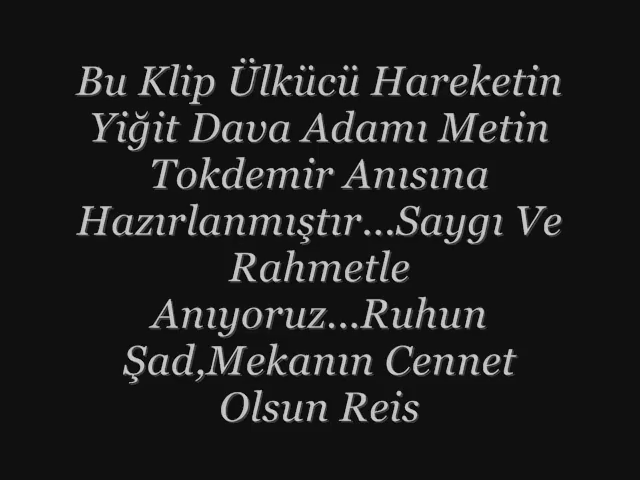 Bu Klip Ülkücü Hareketin
Yiğit Dava Adamı Metin
Tokdemir Anısına
Hazırlanmıştır...Saygı Ve
Rahmetle
Anıyoruz...Ruhun
Şad,Mekanın Cennet
Olsun Reis